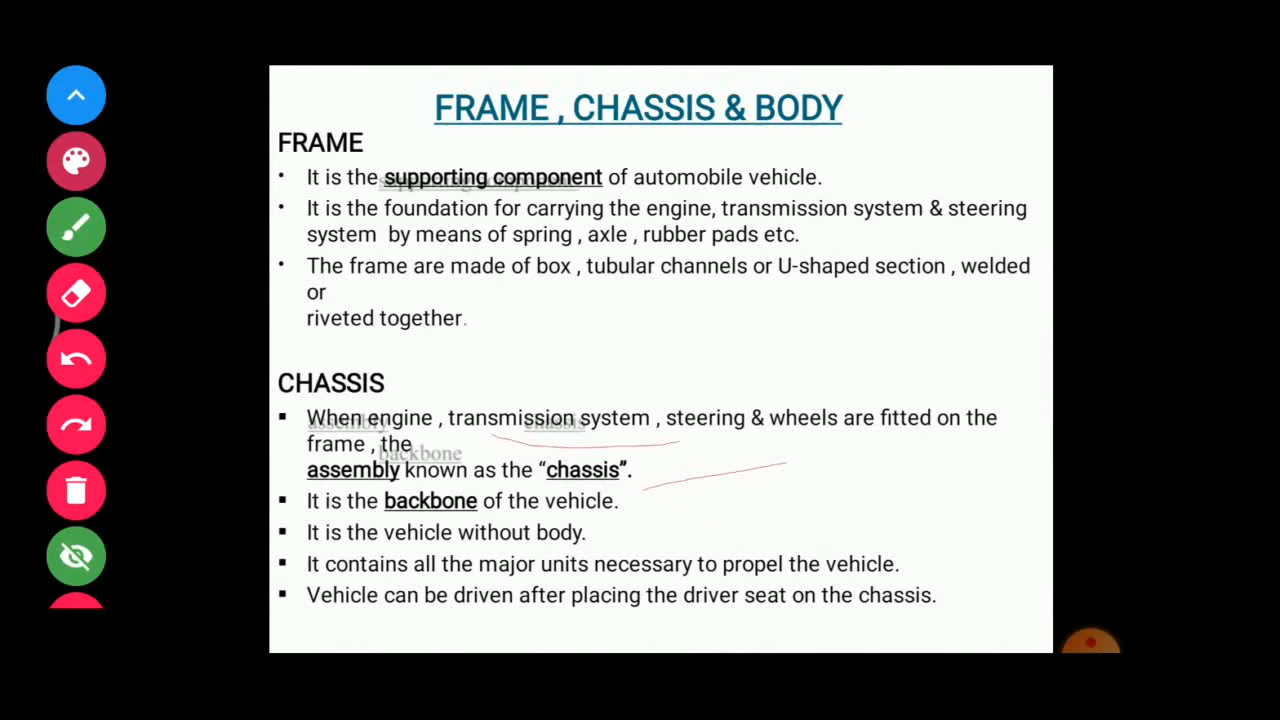 FRAME , CHASSIS & BODY
FRAME
• It is the supporting component of automobile vehicle.
• It is the foundation for carrying the engine, transmission system & steering
system by means of spring , axle , rubber pads etc.
• The frame are made of box , tubular channels or U-shaped section , welded
or
riveted together.
CHASSIS
▪ When engine , transmission system , steering & wheels are fitted on the
frame , the
assembly known as the “chassis”.
▪ It is the backbone of the vehicle.
▪ It is the vehicle without body.
▪ It contains all the major units necessary to propel the vehicle.
▪ Vehicle can be driven after placing the driver seat on the chassis.